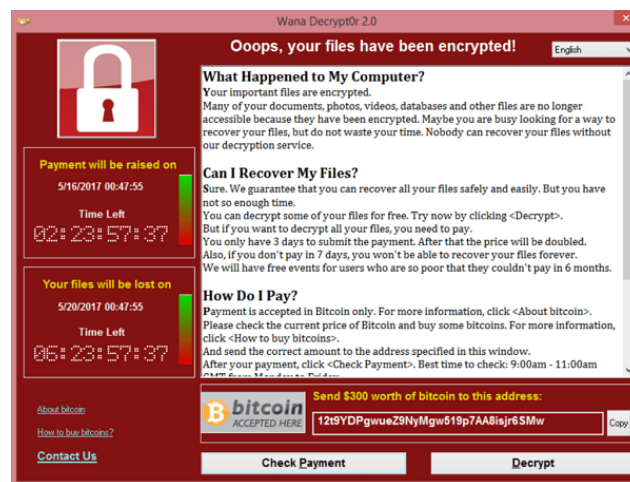 Wana Decrypt0r 2.0
Ooops, your files have been encrypted!
English
Payment will be raised on
5/16/2017 00:47:55
Time Left
02:23:57:37
Your files will be lost on
5/20/2017 00:47:55
Time Left
06:23:57:37
About bitcoin
How to buy bitcoins?
Contact Us
What Happened to My Computer?
Your important files are encrypted.
Many of your documents, photos, videos, databases and other files are no longer
accessible because they have been encrypted. Maybe you are busy looking for a way to
recover your files, but do not waste your time. Nobody can recover your files without
our decryption service.
Can I Recover My Files?
Sure. We guarantee that you can recover all your files safely and easily. But you have
not so enough time.
You can decrypt some of your files for free. Try now by clicking <Decrypt>.
But if you want to decrypt all your files, you need to pay.
You only have 3 days to submit the payment. After that the price will be doubled.
Also, if you don't pay in 7 days, you won't be able to recover your files forever.
We will have free events for users who are so poor that they couldn't pay in 6 months.
How Do I Pay?
Payment is accepted in Bitcoin only. For more information, click <About bitcoin>.
Please check the current price of Bitcoin and buy some bitcoins. For more information,
click <How to buy bitcoins>.
And send the correct amount to the address specified in this window.
After your payment, click <Check Payment>. Best time to check: 9:00am - 11:00am
GMT from Monday to Friday.
bitcoin
ACCEPTED HERE
Send $300 worth of bitcoin to this address:
12t9YDPgwueZ9NyMgw519p7AA8isjr6SMw
Copy
Check Payment
Decrypt